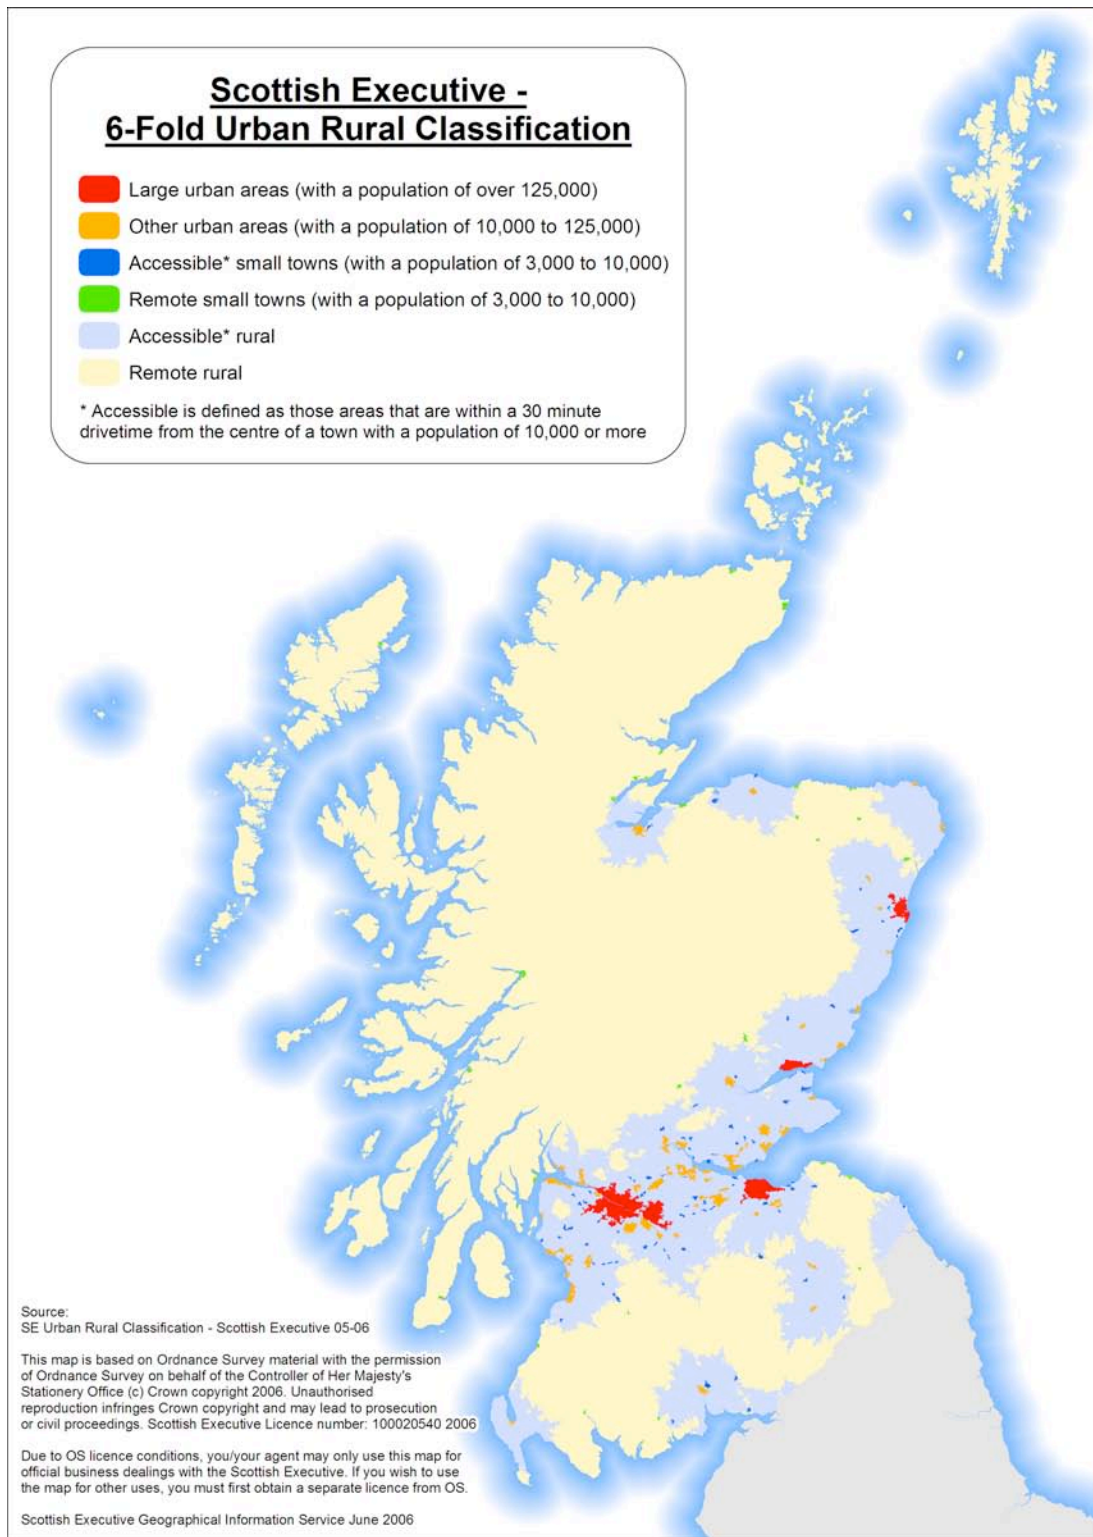 Scottish Executive -
6-Fold Urban Rural Classification
Large urban areas (with a population of over 125,000)
Other urban areas (with a population of 10,000 to 125,000)
Accessible* small towns (with a population of 3,000 to 10,000)
Remote small towns (with a population of 3,000 to 10,000)
Accessible* rural
Remote rural
* Accessible is defined as those areas that are within a 30 minute
drivetime from the centre of a town with a population of 10,000 or more
Source:
SE Urban Rural Classification - Scottish Executive 05-06
This map is based on Ordnance Survey material with the permission
of Ordnance Survey on behalf of the Controller of Her Majesty's
Stationery Office (c) Crown copyright 2006. Unauthorised
reproduction infringes Crown copyright and may lead to prosecution
or civil proceedings. Scottish Executive Licence number: 100020540 2006
Due to OS licence conditions, you/your agent may only use this map for
official business dealings with the Scottish Executive. If you wish to use
the map for other uses, you must first obtain a separate licence from OS.
Scottish Executive Geographical Information Service June 2006